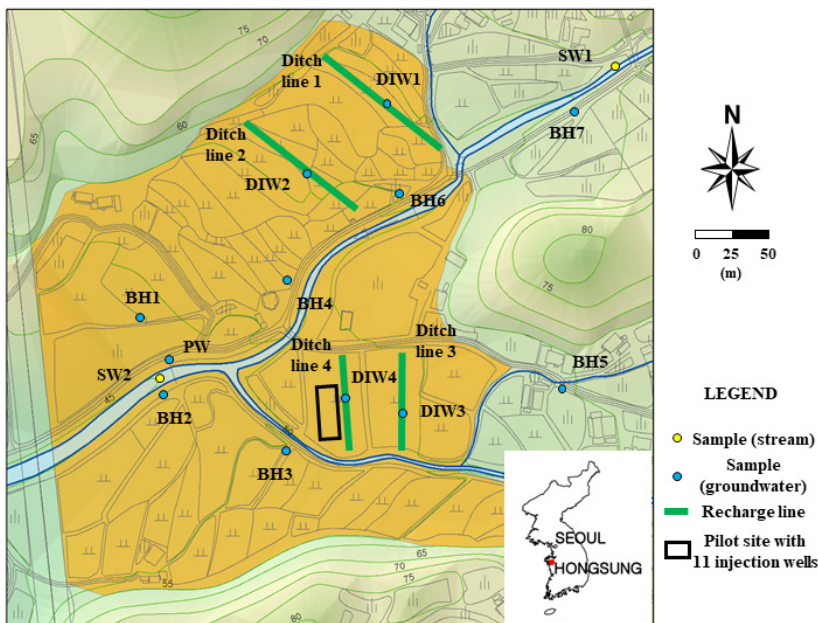 75
70
65
60
Ditch
line 1
DIW1
SW1
BH7
Ditch
line 2
DIW2
BH6
80
75
BH1
BH4
PW
Ditch
line 3
Ditch
line 4
BH5
SW2
45
DIW4
BH2
DIW3
50
BH3
55
65
70
75
80
SEOUL
HONGSUNG
N
0 25 50
(m)
LEGEND
Sample (stream)
Sample
(groundwater)
Recharge line
Pilot site with
11 injection wells